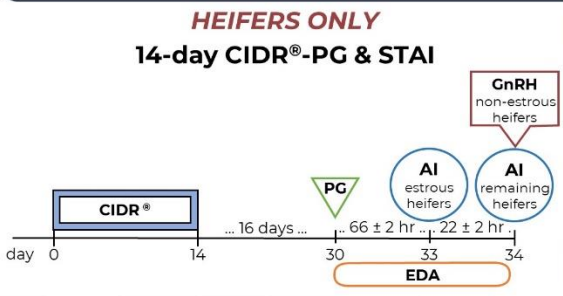 HEIFERS ONLY
14-day CIDR®-PG & STAI
GnRH
non-estrous
heifers
AI
estrous
heifers
AI
remaining
heifers
PG
CIDR®
... 16 days ...
.. 66 ± 2 hr ..
.. 22 ± 2 hr .
day 0 14 30 33 34
EDA